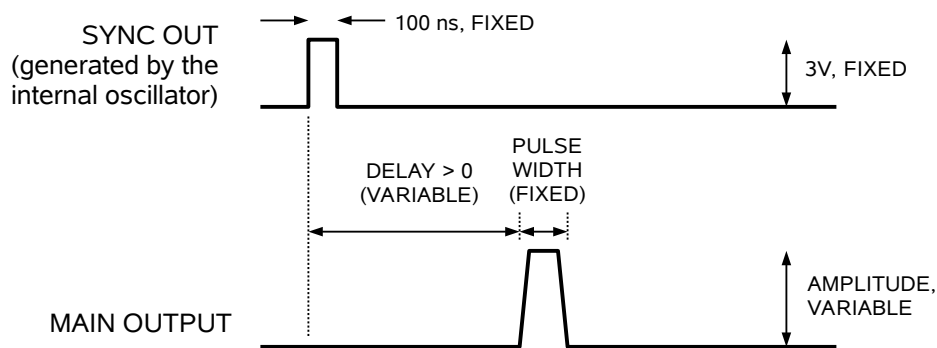 SYNC OUT
(generated by the
internal oscillator)
100 ns, FIXED
3V, FIXED
DELAY > 0
(VARIABLE)
PULSE
WIDTH
(FIXED)
MAIN OUTPUT
AMPLITUDE,
VARIABLE